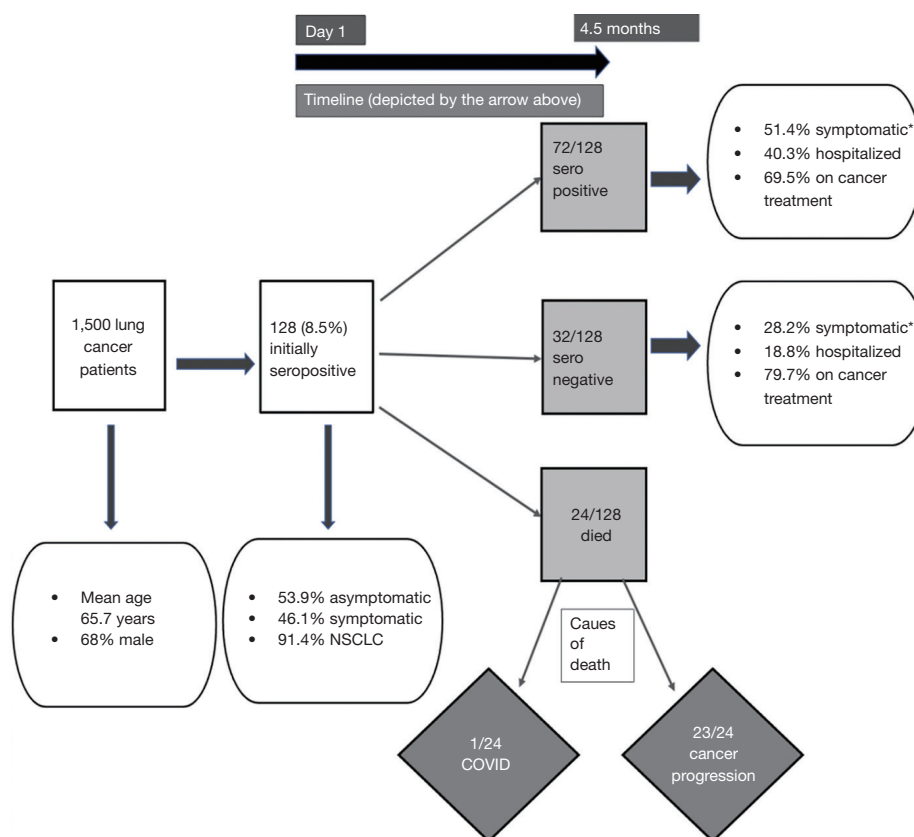 Day 1
4.5 months
Timeline (depicted by the arrow above)
72/128
sero
positive
• 51.4% symptomatic*
• 40.3% hospitalized
• 69.5% on cancer
treatment
1,500 lung
cancer
patients
128 (8.5%)
initially
seropositive
32/128
sero
negative
• 28.2% symptomatic*
• 18.8% hospitalized
• 79.7% on cancer
treatment
24/128
died
• Mean age
65.7 years
• 68% male
• 53.9% asymptomatic
• 46.1% symptomatic
• 91.4% NSCLC
Caues
of
death
1/24
COVID
23/24
cancer
progression